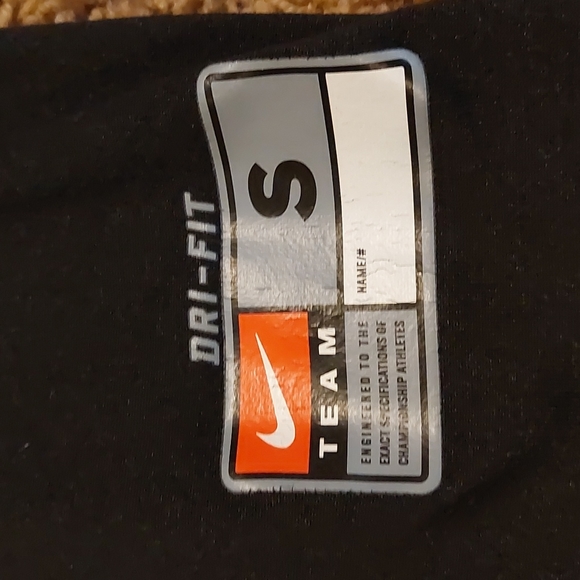 DRI-FIT
S
TEAM
NAME/#
ENGINEERED TO THE
EXACT SPECIFICATIONS OF
CHAMPIONSHIP ATHLETES